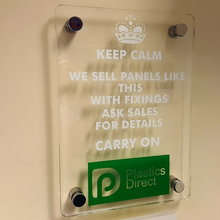 KEEP CALM
WE SELL PANELS LIKE
THIS
WITH FIXINGS
ASK SALES
FOR DETAILS
CARRY ON
Plastics
Direct